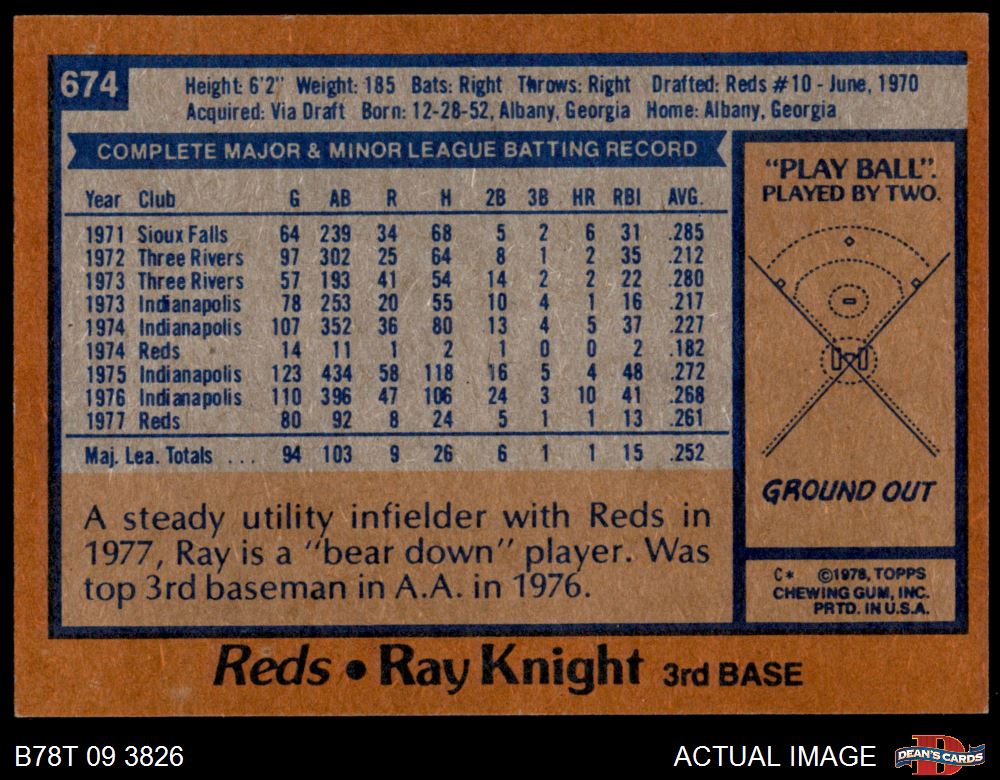 674
Height: 6'2" Weight: 185 Bats: Right Throws: Right Drafted: Reds #10 - June, 1970
Acquired: Via Draft Born: 12-28-52, Albany, Georgia Home: Albany, Georgia
COMPLETE MAJOR & MINOR LEAGUE BATTING RECORD
Year Club G AB R H 2B 3B HR RBI AVG.
1971 Sioux Falls 64 239 34 68 5 2 6 31 .285
1972 Three Rivers 97 302 25 64 8 1 2 35 .212
1973 Three Rivers 57 193 41 54 14 2 2 22 .280
1973 Indianapolis 78 253 20 55 10 4 1 16 .217
1974 Indianapolis 107 352 36 80 13 4 5 37 .227
1974 Reds 14 11 1 2 1 0 0 2 .182
1975 Indianapolis 123 434 58 118 16 5 4 48 .272
1976 Indianapolis 110 396 47 106 24 3 10 41 .268
1977 Reds 80 92 8 24 5 1 1 13 .261
Maj. Lea. Totals ... 94 103 9 26 6 1 1 15 .252
A steady utility infielder with Reds in
1977, Ray is a "bear down" player. Was
top 3rd baseman in A.A. in 1976.
"PLAY BALL".
PLAYED BY TWO.
GROUND OUT
C* ©1978, TOPPS
CHEWING GUM, INC.
PRTD. IN U.S.A.
Reds • Ray Knight 3rd BASE
B78T 09 3826
ACTUAL IMAGE
DEAN'S CARDS